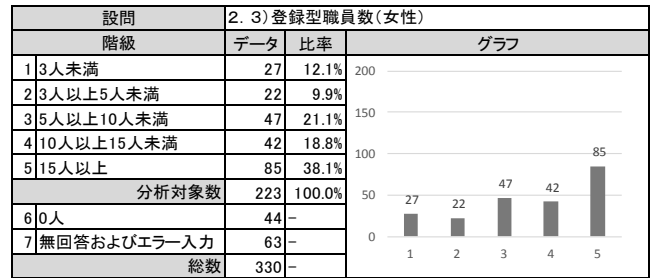 設問 2．3）登録型職員数（女性）
階級 データ 比率 グラフ
1 3人未満 27 12.1%
2 3人以上5人未満 22 9.9%
3 5人以上10人未満 47 21.1%
4 10人以上15人未満 42 18.8%
5 15人以上 85 38.1%
分析対象数 223 100.0%
6 0人 44 -
7 無回答およびエラー入力 63 -
総数 330 -
200
150
100
50
0
27 22 47 42 85
1 2 3 4 5